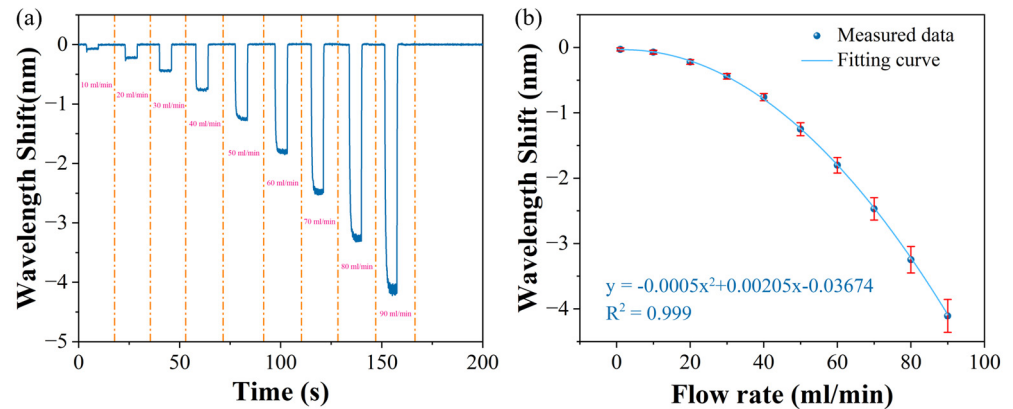 (a)
Wavelength Shift(nm)
0
−1
−2
−3
−4
−5
10 ml/min
20 ml/min
30 ml/min
40 ml/min
50 ml/min
60 ml/min
70 ml/min
80 ml/min
90 ml/min
0
50
100
150
200
Time (s)
(b)
Wavelength Shift (nm)
0
−1
−2
−3
−4
Measured data
Fitting curve
y = -0.0005x²+0.00205x-0.03674
R² = 0.999
0
20
40
60
80
100
Flow rate (ml/min)